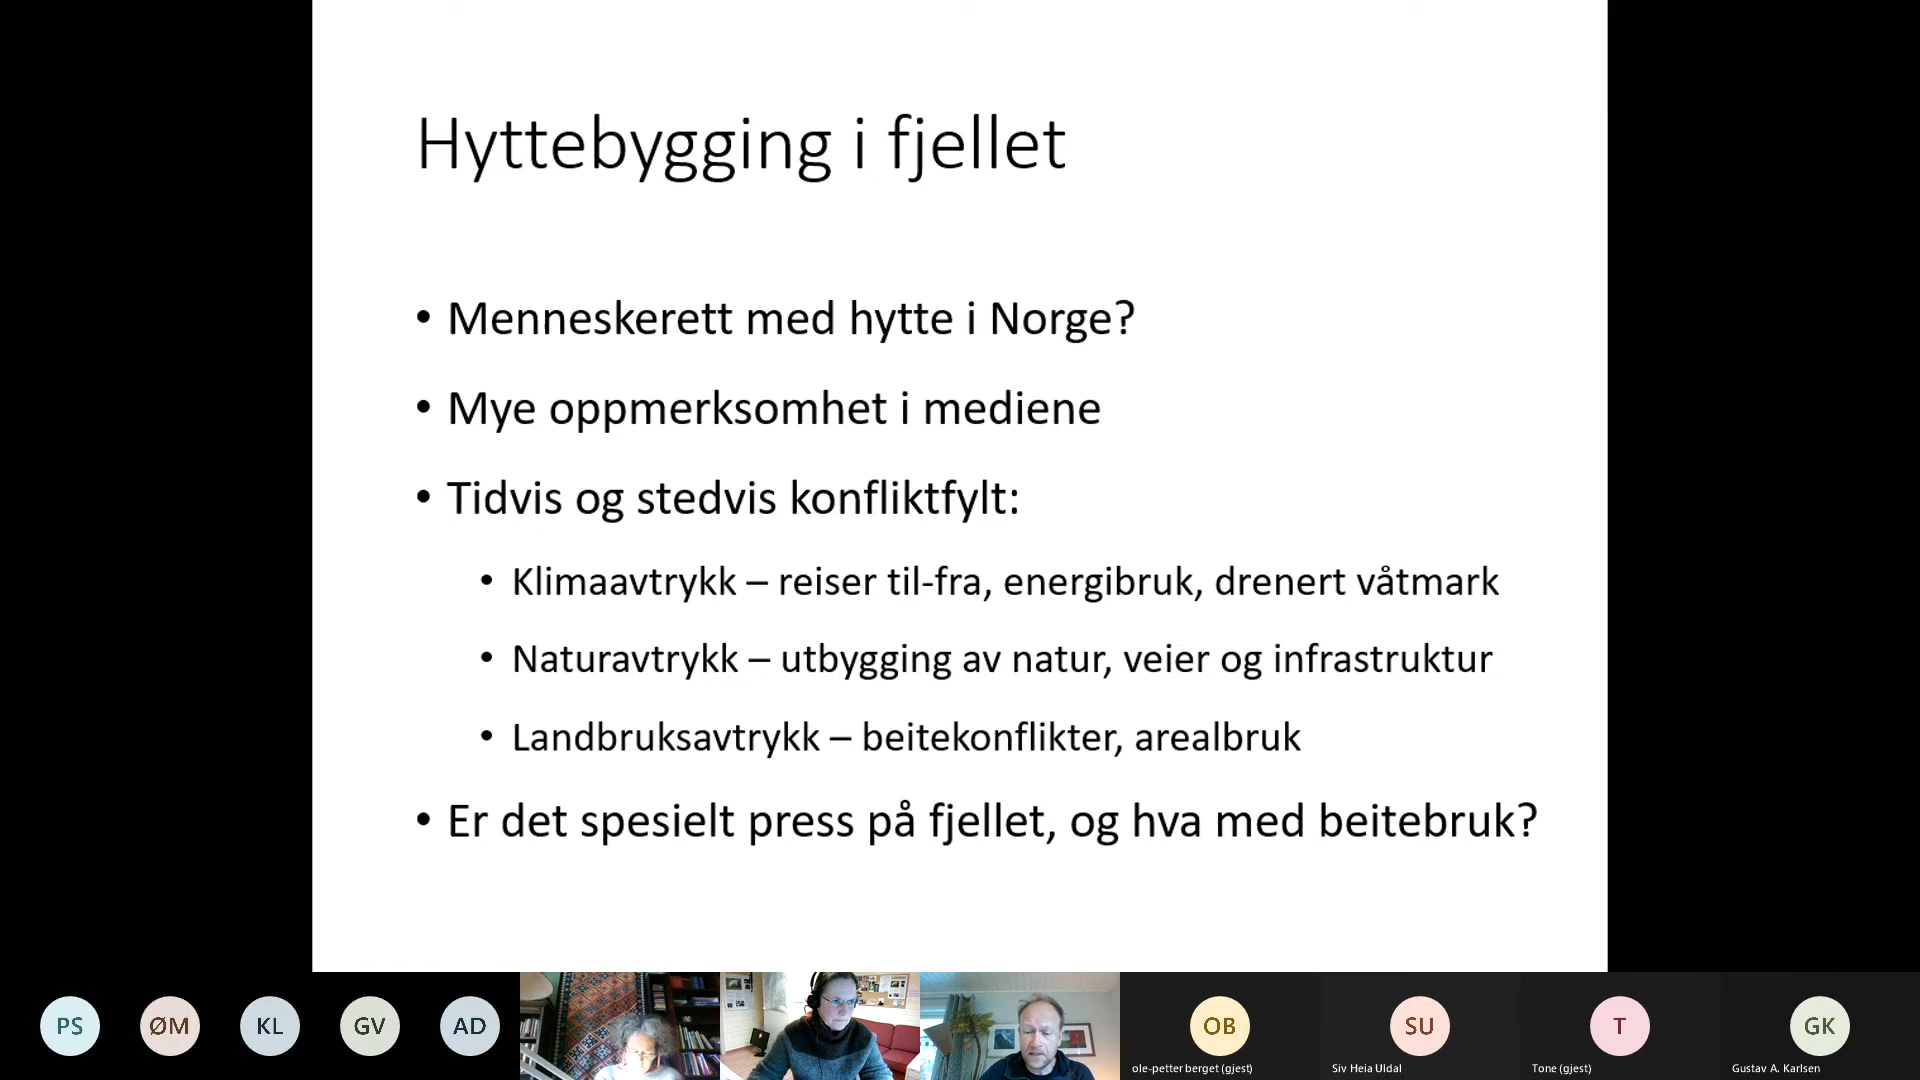 Hyttebygging i fjellet
• Menneskerett med hytte i Norge?
• Mye oppmerksomhet i mediene
• Tidvis og stedvis konfliktfylt:
• Klimaavtrykk – reiser til-fra, energibruk, drenert våtmark
• Naturavtrykk – utbygging av natur, veier og infrastruktur
• Landbruksavtrykk – beitekonflikter, arealbruk
• Er det spesielt press på fjellet, og hva med beitebruk?
PS
ØM
KL
GV
AD
OB
ole-petter berget (gjest)
SU
Siv Heia Uldal
T
Tone (gjest)
GK
Gustav A. Karlsen